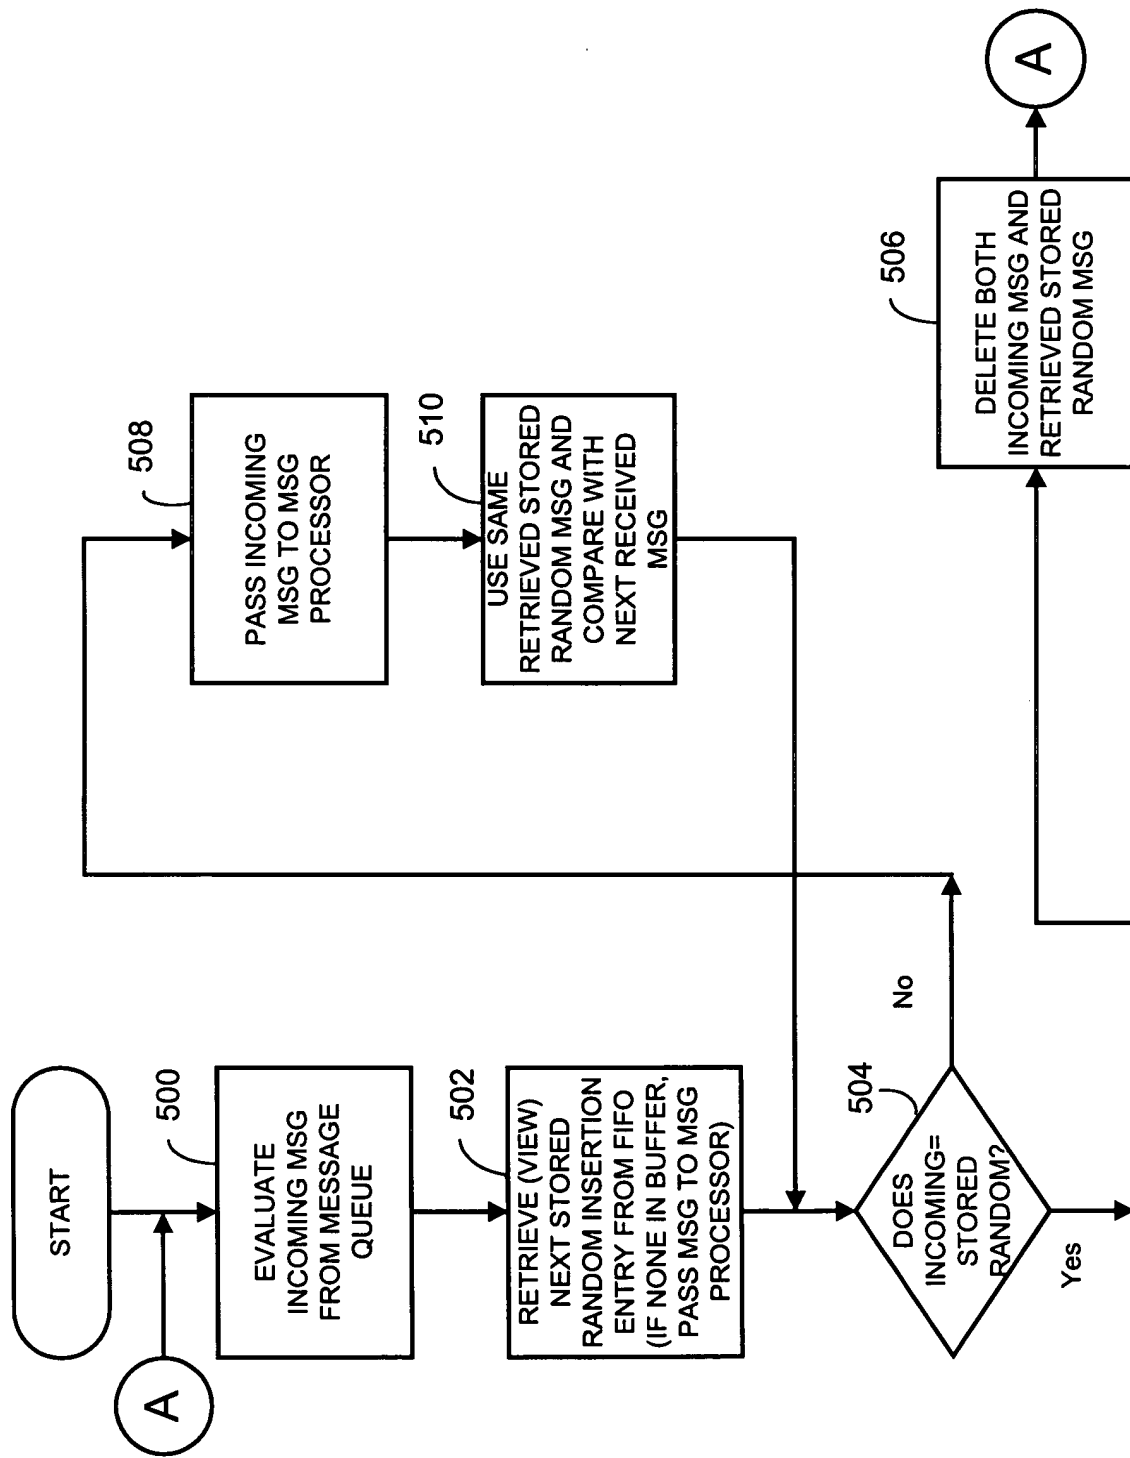 START
A
500
EVALUATE
INCOMING MSG
FROM MESSAGE
QUEUE
502
RETRIEVE (VIEW)
NEXT STORED
RANDOM INSERTION
ENTRY FROM FIFO
(IF NONE IN BUFFER,
PASS MSG TO MSG
PROCESSOR)
504
DOES
INCOMING=
STORED
RANDOM?
No
Yes
508
PASS INCOMING
MSG TO MSG
PROCESSOR
510
USE SAME
RETRIEVED STORED
RANDOM MSG AND
COMPARE WITH
NEXT RECEIVED
MSG
506
DELETE BOTH
INCOMING MSG AND
RETRIEVED STORED
RANDOM MSG
A